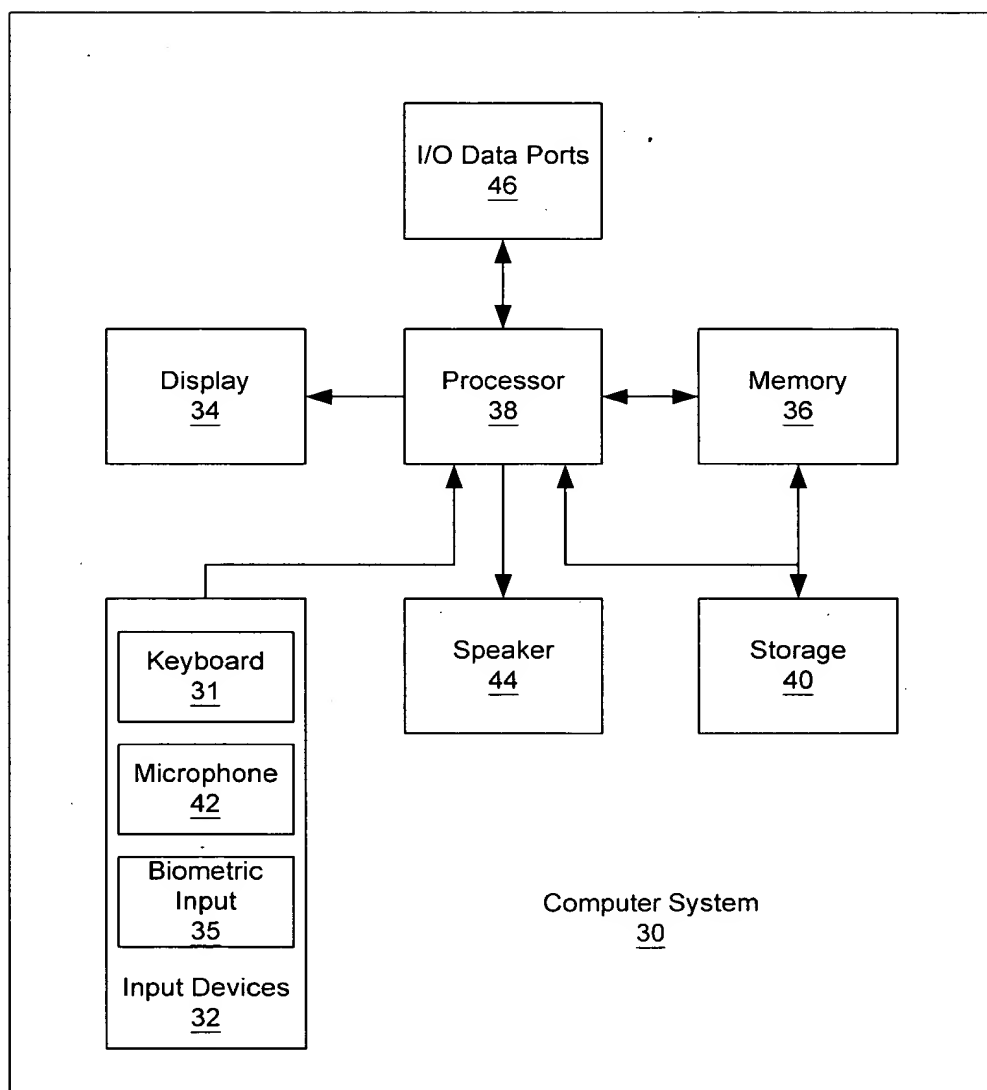 I/O Data Ports
46
Display
34
Processor
38
Memory
36
Keyboard
31
Microphone
42
Biometric
Input
35
Input Devices
32
Speaker
44
Storage
40
Computer System
30